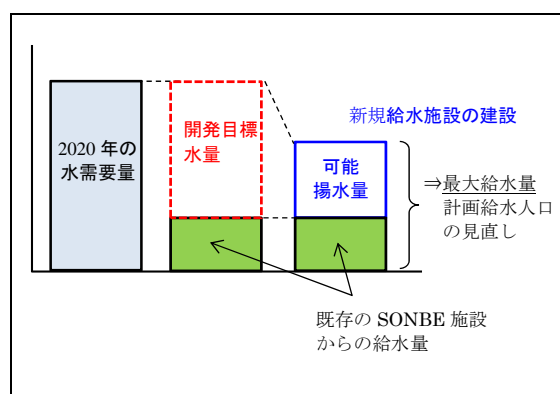 新規給水施設の建設
開発目標
水量
2020 年の
水需要量
可能
揚水量
⇒最大給水量
計画給水人口
の見直し
既存の SONBE 施設
からの給水量